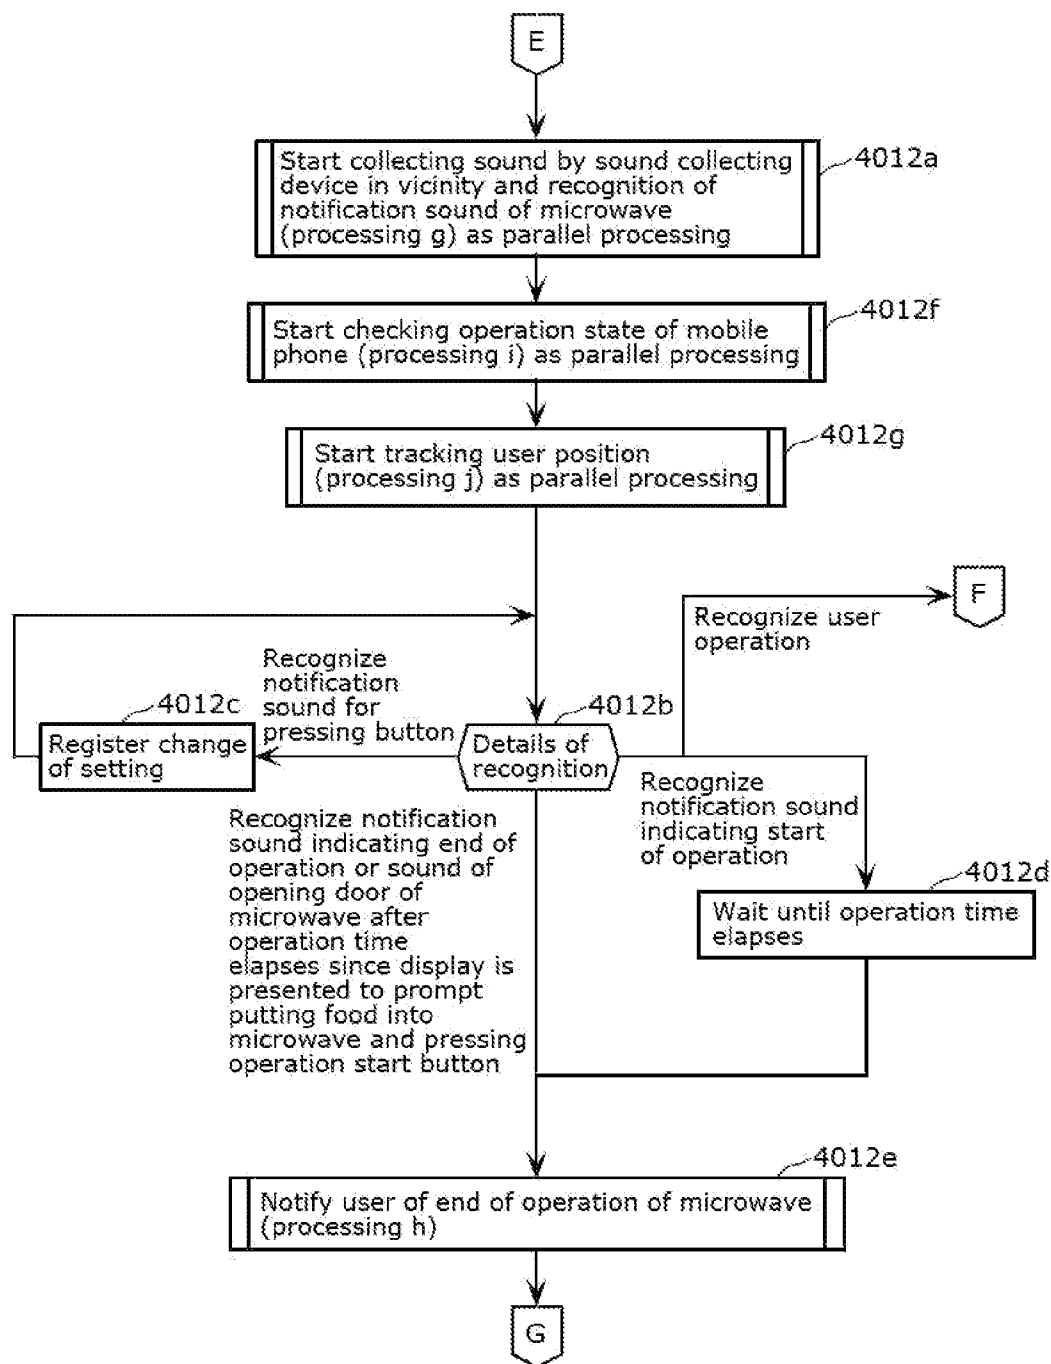 E
4012a
Start collecting sound by sound collecting
device in vicinity and recognition of
notification sound of microwave
(processing g) as parallel processing
4012f
Start checking operation state of mobile
phone (processing i) as parallel processing
4012g
Start tracking user position
(processing j) as parallel processing
F
Recognize user
operation
Recognize
notification
sound for
pressing button
4012c
Register change
of setting
4012b
Details of
recognition
Recognize
notification sound
indicating start
of operation
Recognize notification
sound indicating end of
operation or sound of
opening door of
microwave after
operation time
elapses since display is
presented to prompt
putting food into
microwave and pressing
operation start button
4012d
Wait until operation time
elapses
4012e
Notify user of end of operation of microwave
(processing h)
G